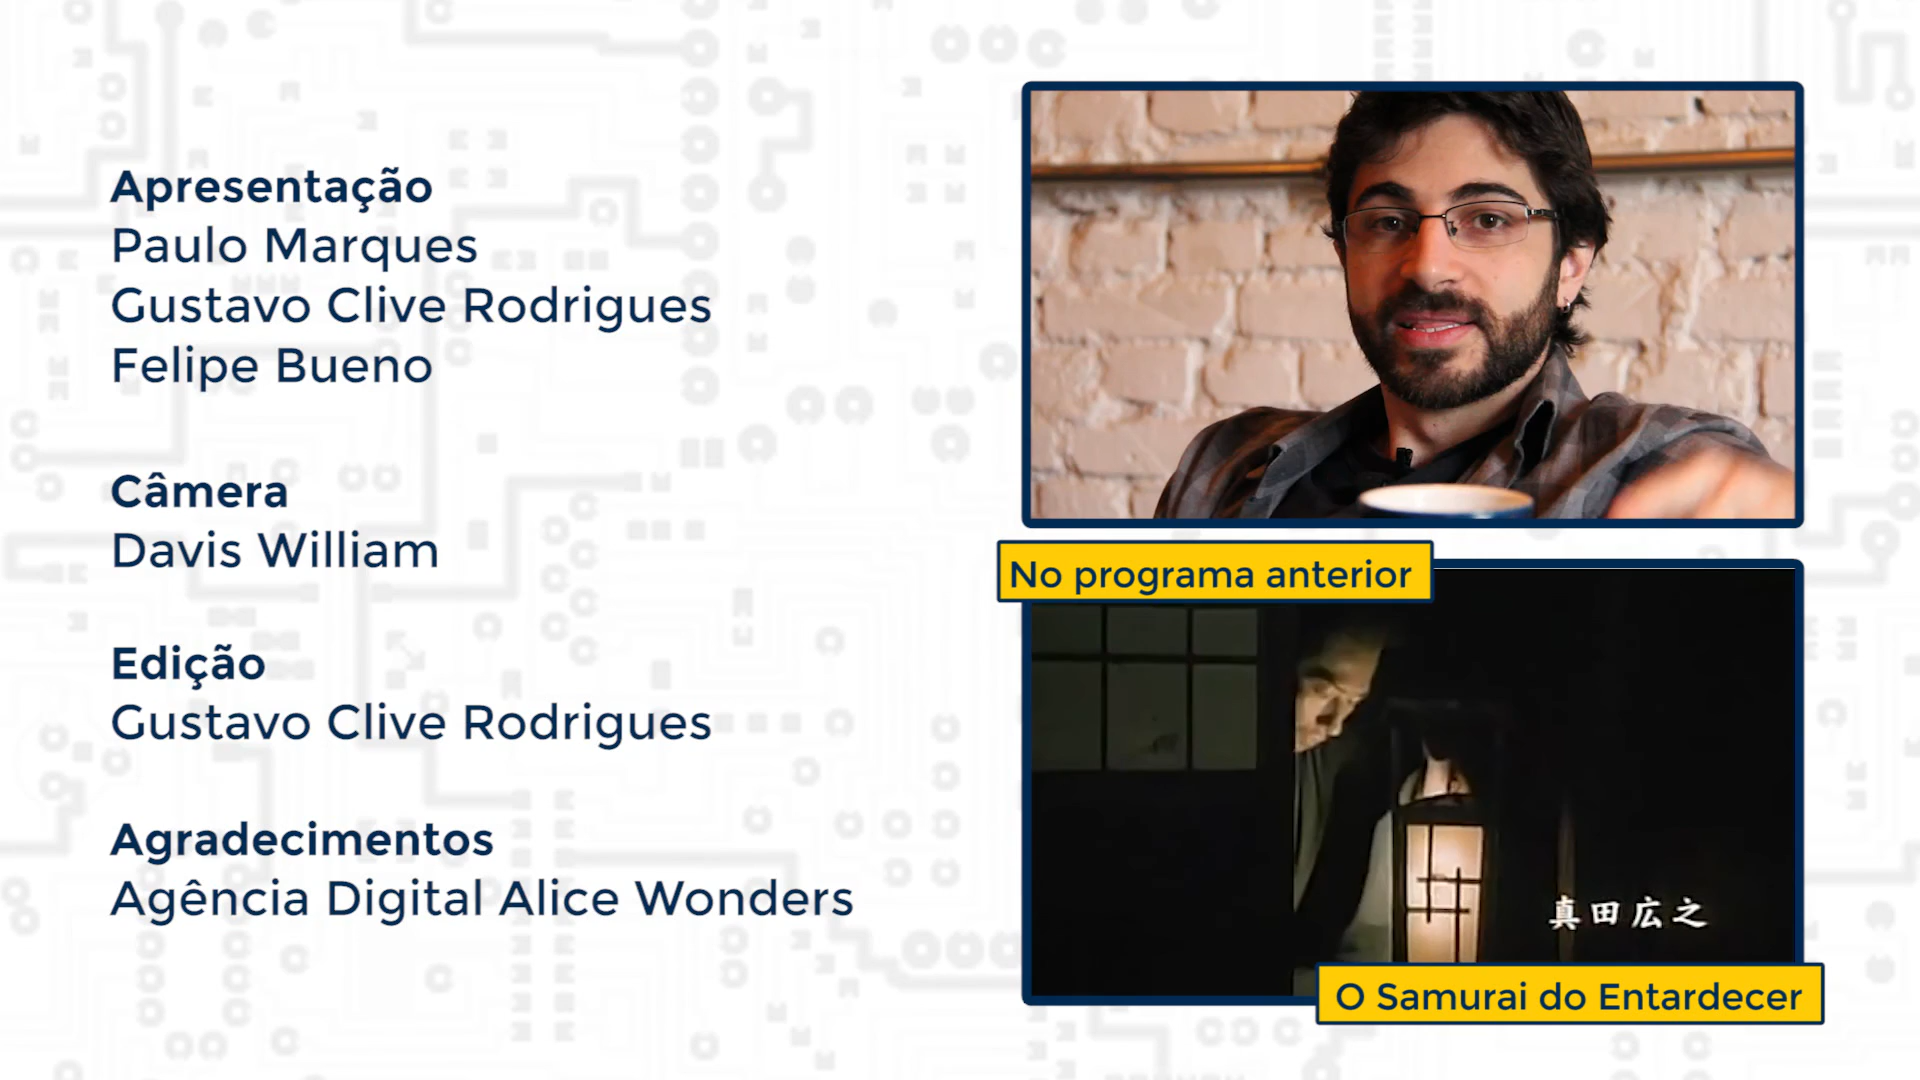 Apresentação
Paulo Marques
Gustavo Clive Rodrigues
Felipe Bueno
Câmera
Davis William
Edição
Gustavo Clive Rodrigues
Agradecimentos
Agência Digital Alice Wonders
No programa anterior
真田広之
O Samurai do Entardecer